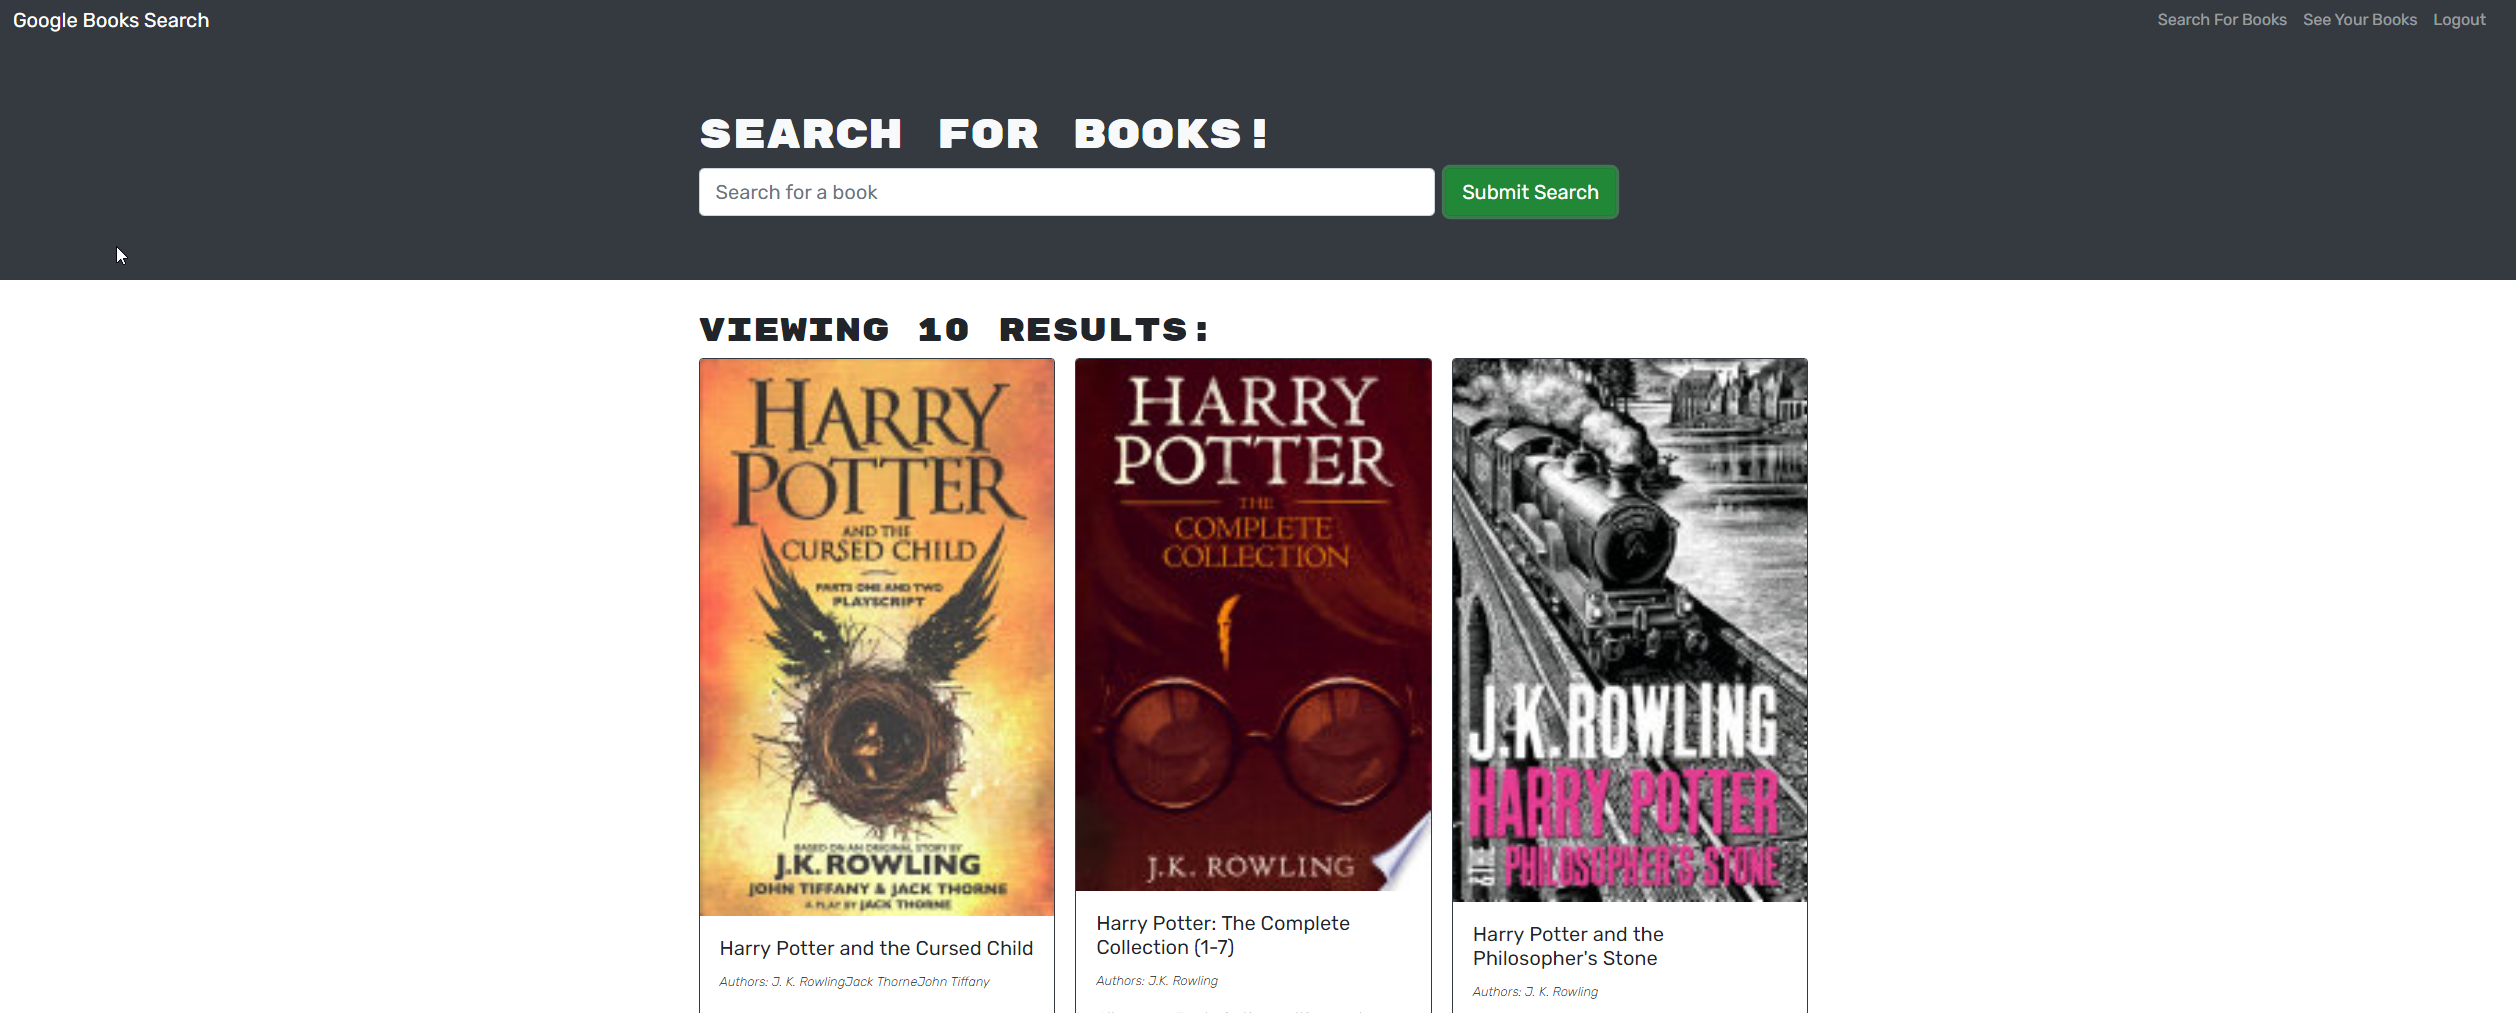 Google Books Search
Search For Books See Your Books Logout
SEARCH FOR BOOKS!
Search for a book
Submit Search
VIEWING 10 RESULTS:
HARRY
POTTER
AND THE
CURSED CHILD
PARTS ONE AND TWO
PLAYSCRIPT
BASED ON AN ORIGINAL STORY BY
J.K. ROWLING
JOHN TIFFANY & JACK THORNE
A PLAY BY JACK THORNE
Harry Potter and the Cursed Child
Authors: J. K. RowlingJack ThorneJohn Tiffany
HARRY
POTTER
THE
COMPLETE
COLLECTION
J.K. ROWLING
Harry Potter: The Complete
Collection (1-7)
Authors: J.K. Rowling
J.K. ROWLING
HARRY POTTER
& THE PHILOSOPHER'S STONE
Harry Potter and the
Philosopher's Stone
Authors: J. K. Rowling